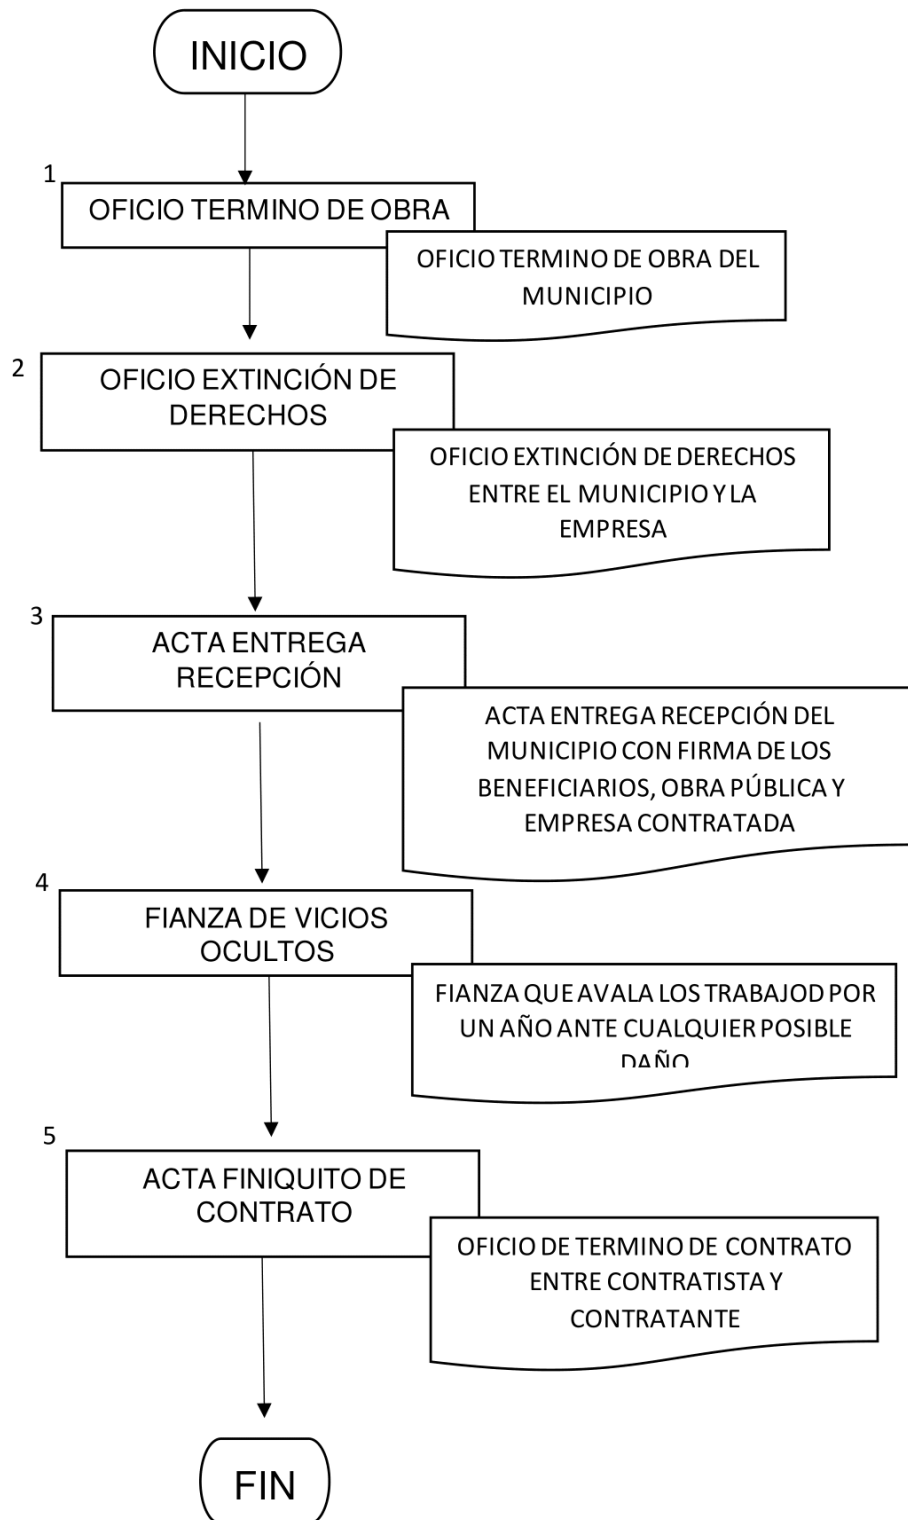 INICIO
1
OFICIO TERMINO DE OBRA
OFICIO TERMINO DE OBRA DEL
MUNICIPIO
2
OFICIO EXTINCIÓN DE
DERECHOS
OFICIO EXTINCIÓN DE DERECHOS
ENTRE EL MUNICIPIO Y LA
EMPRESA
3
ACTA ENTREGA
RECEPCIÓN
ACTA ENTREGA RECEPCIÓN DEL
MUNICIPIO CON FIRMA DE LOS
BENEFICIARIOS, OBRA PÚBLICA Y
EMPRESA CONTRATADA
4
FIANZA DE VICIOS
OCULTOS
FIANZA QUE AVALA LOS TRABAJOD POR
UN AÑO ANTE CUALQUIER POSIBLE
DAÑO
5
ACTA FINIQUITO DE
CONTRATO
OFICIO DE TERMINO DE CONTRATO
ENTRE CONTRATISTA Y
CONTRATANTE
FIN